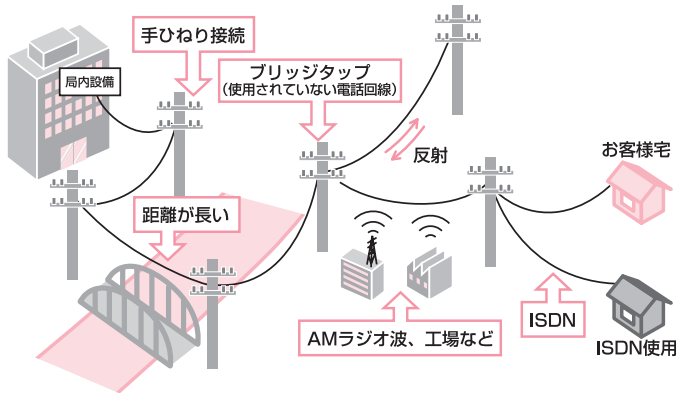 手ひねり接続
局内設備
ブリッジタップ
(使用されていない電話回線)
反射
お客様宅
距離が長い
AMラジオ波、工場など
ISDN
ISDN使用